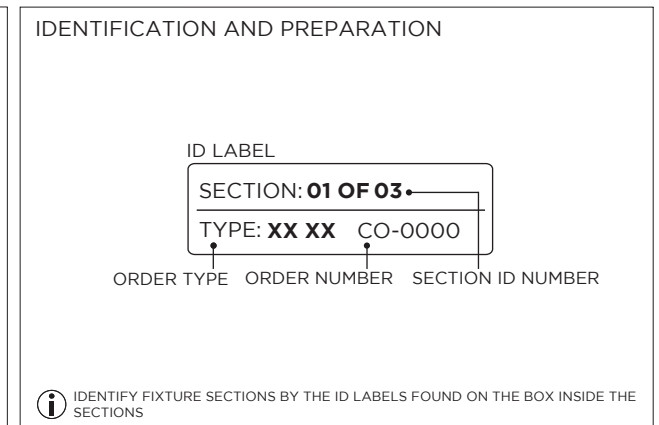 IDENTIFICATION AND PREPARATION
ID LABEL
SECTION: 01 OF 03
TYPE: XX XX CO-0000
ORDER TYPE ORDER NUMBER SECTION ID NUMBER
IDENTIFY FIXTURE SECTIONS BY THE ID LABELS FOUND ON THE BOX INSIDE THE
SECTIONS